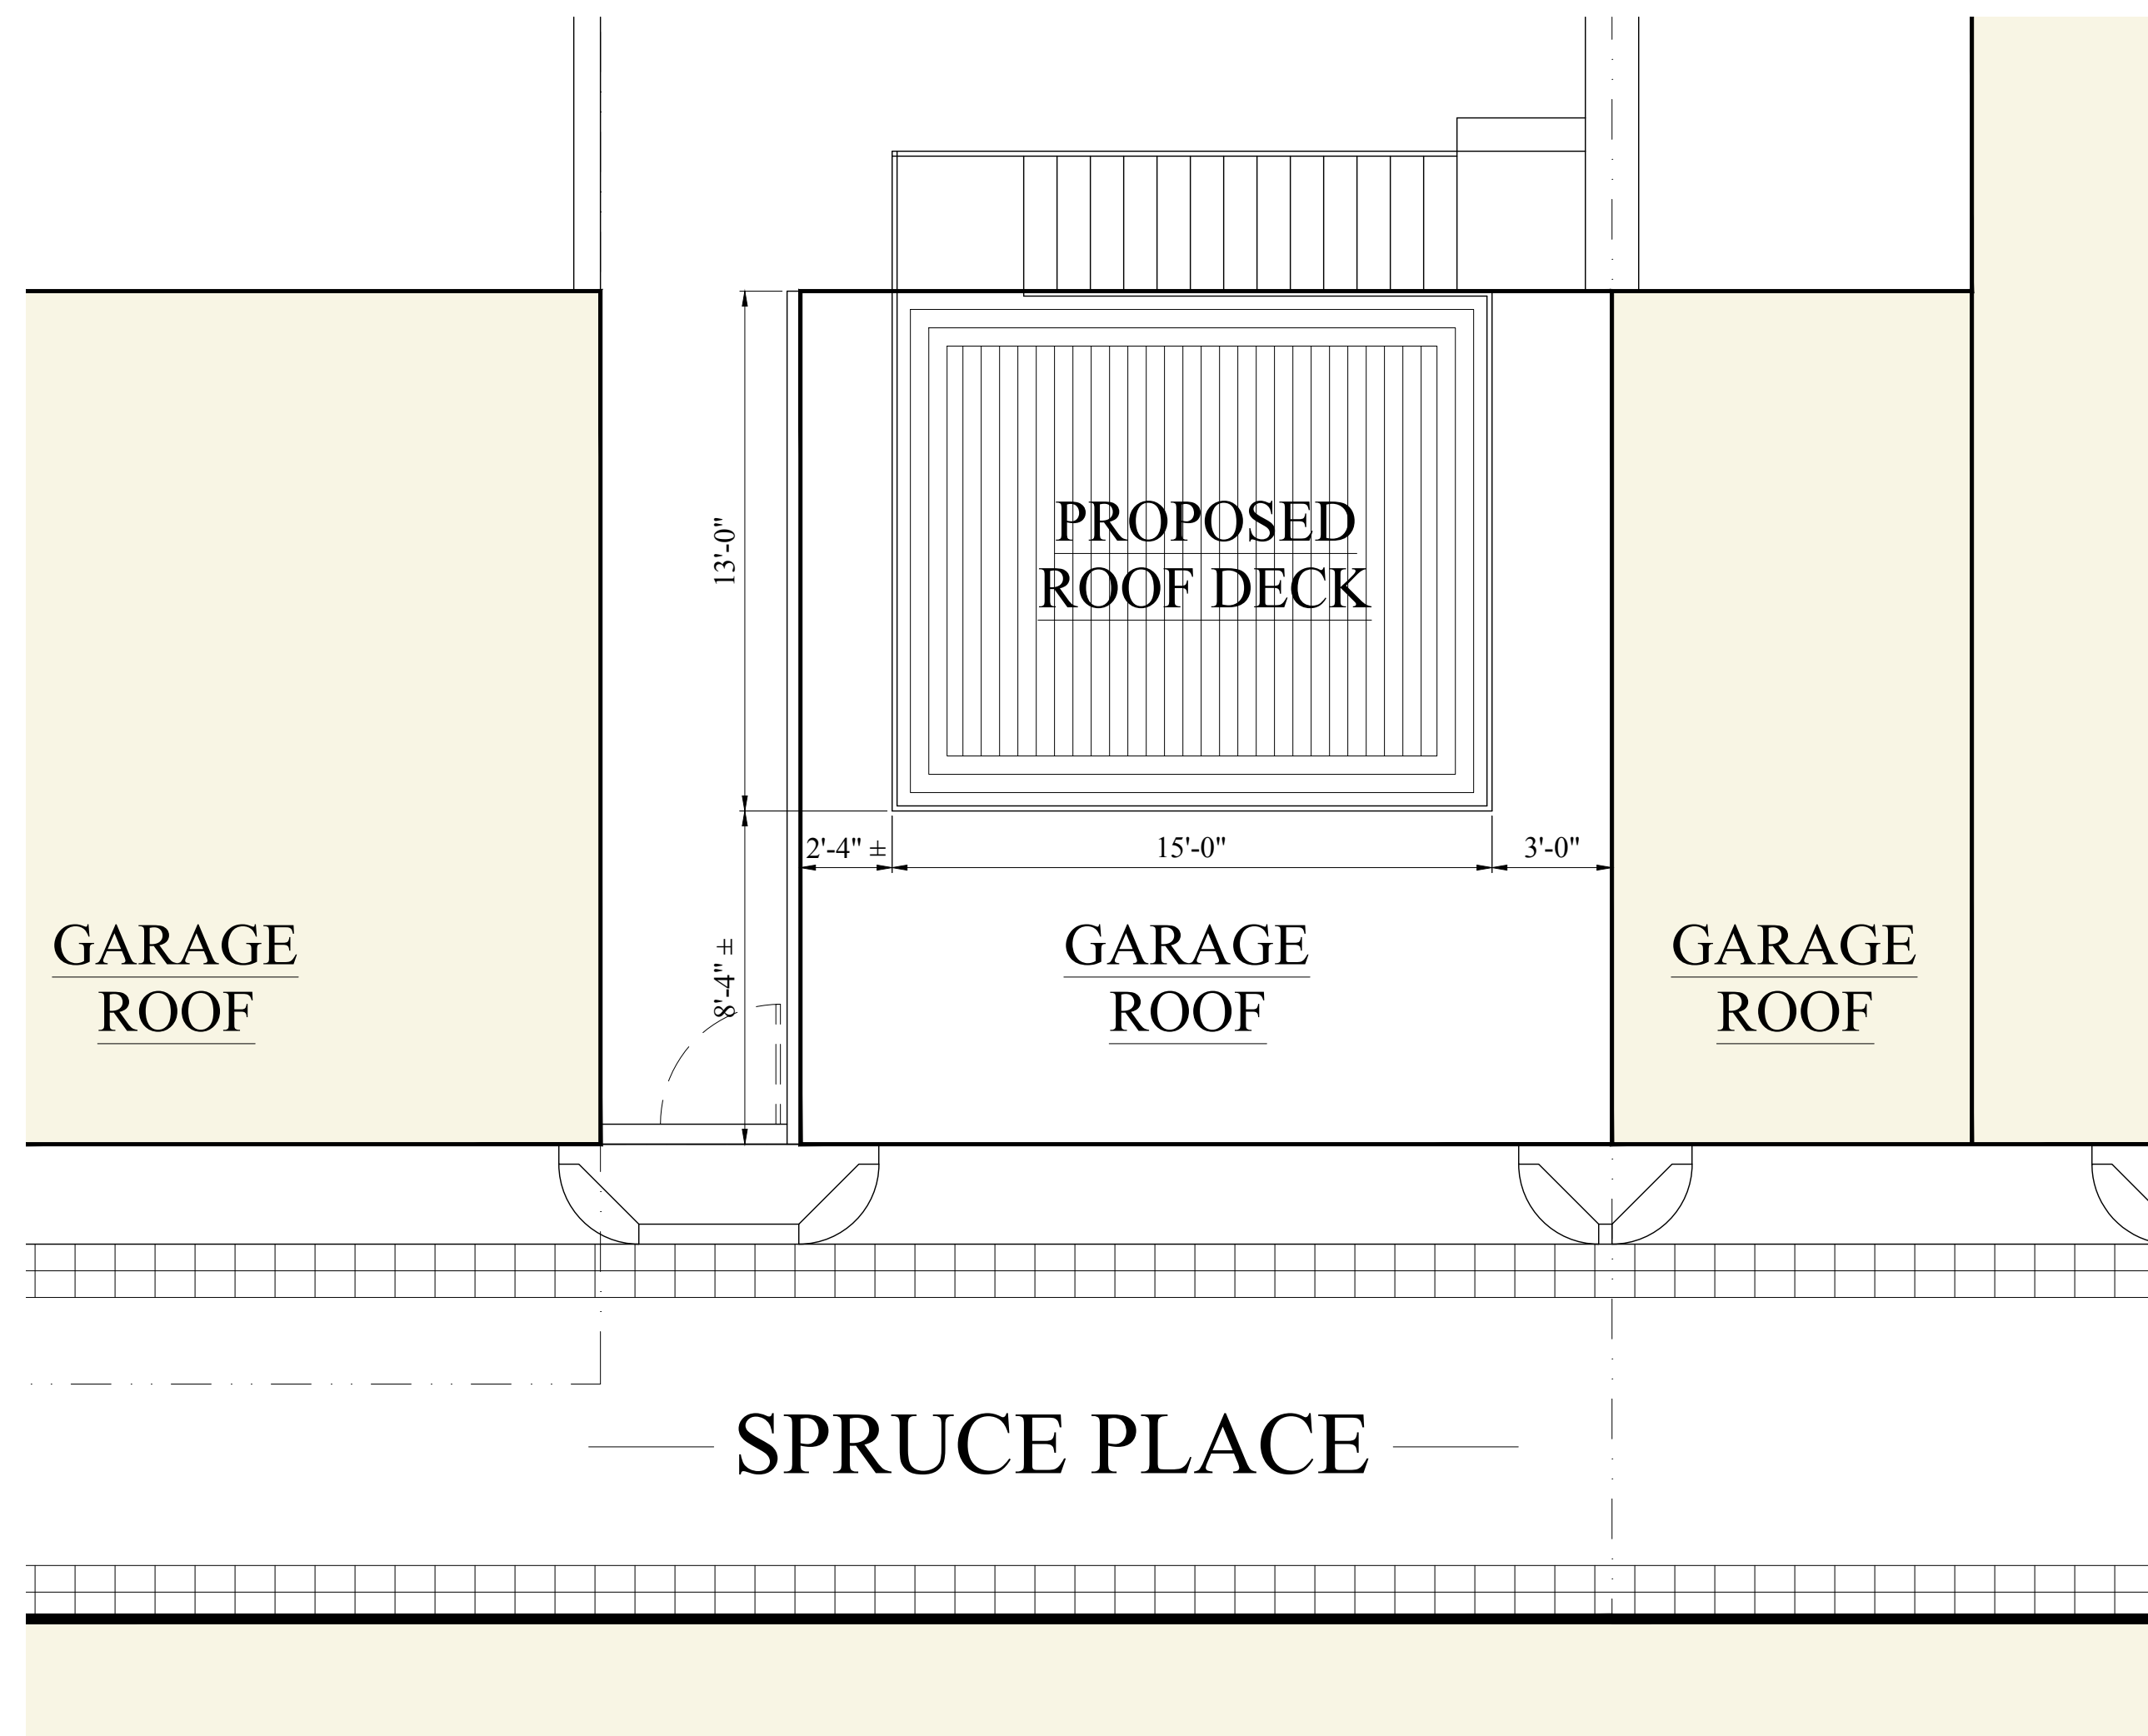 PROPOSED
ROOF DECK
13'-0"
2'-4" ±
15'-0"
3'-0"
8'-4" ±
GARAGE
ROOF
GARAGE
ROOF
GARAGE
ROOF
SPRUCE PLACE